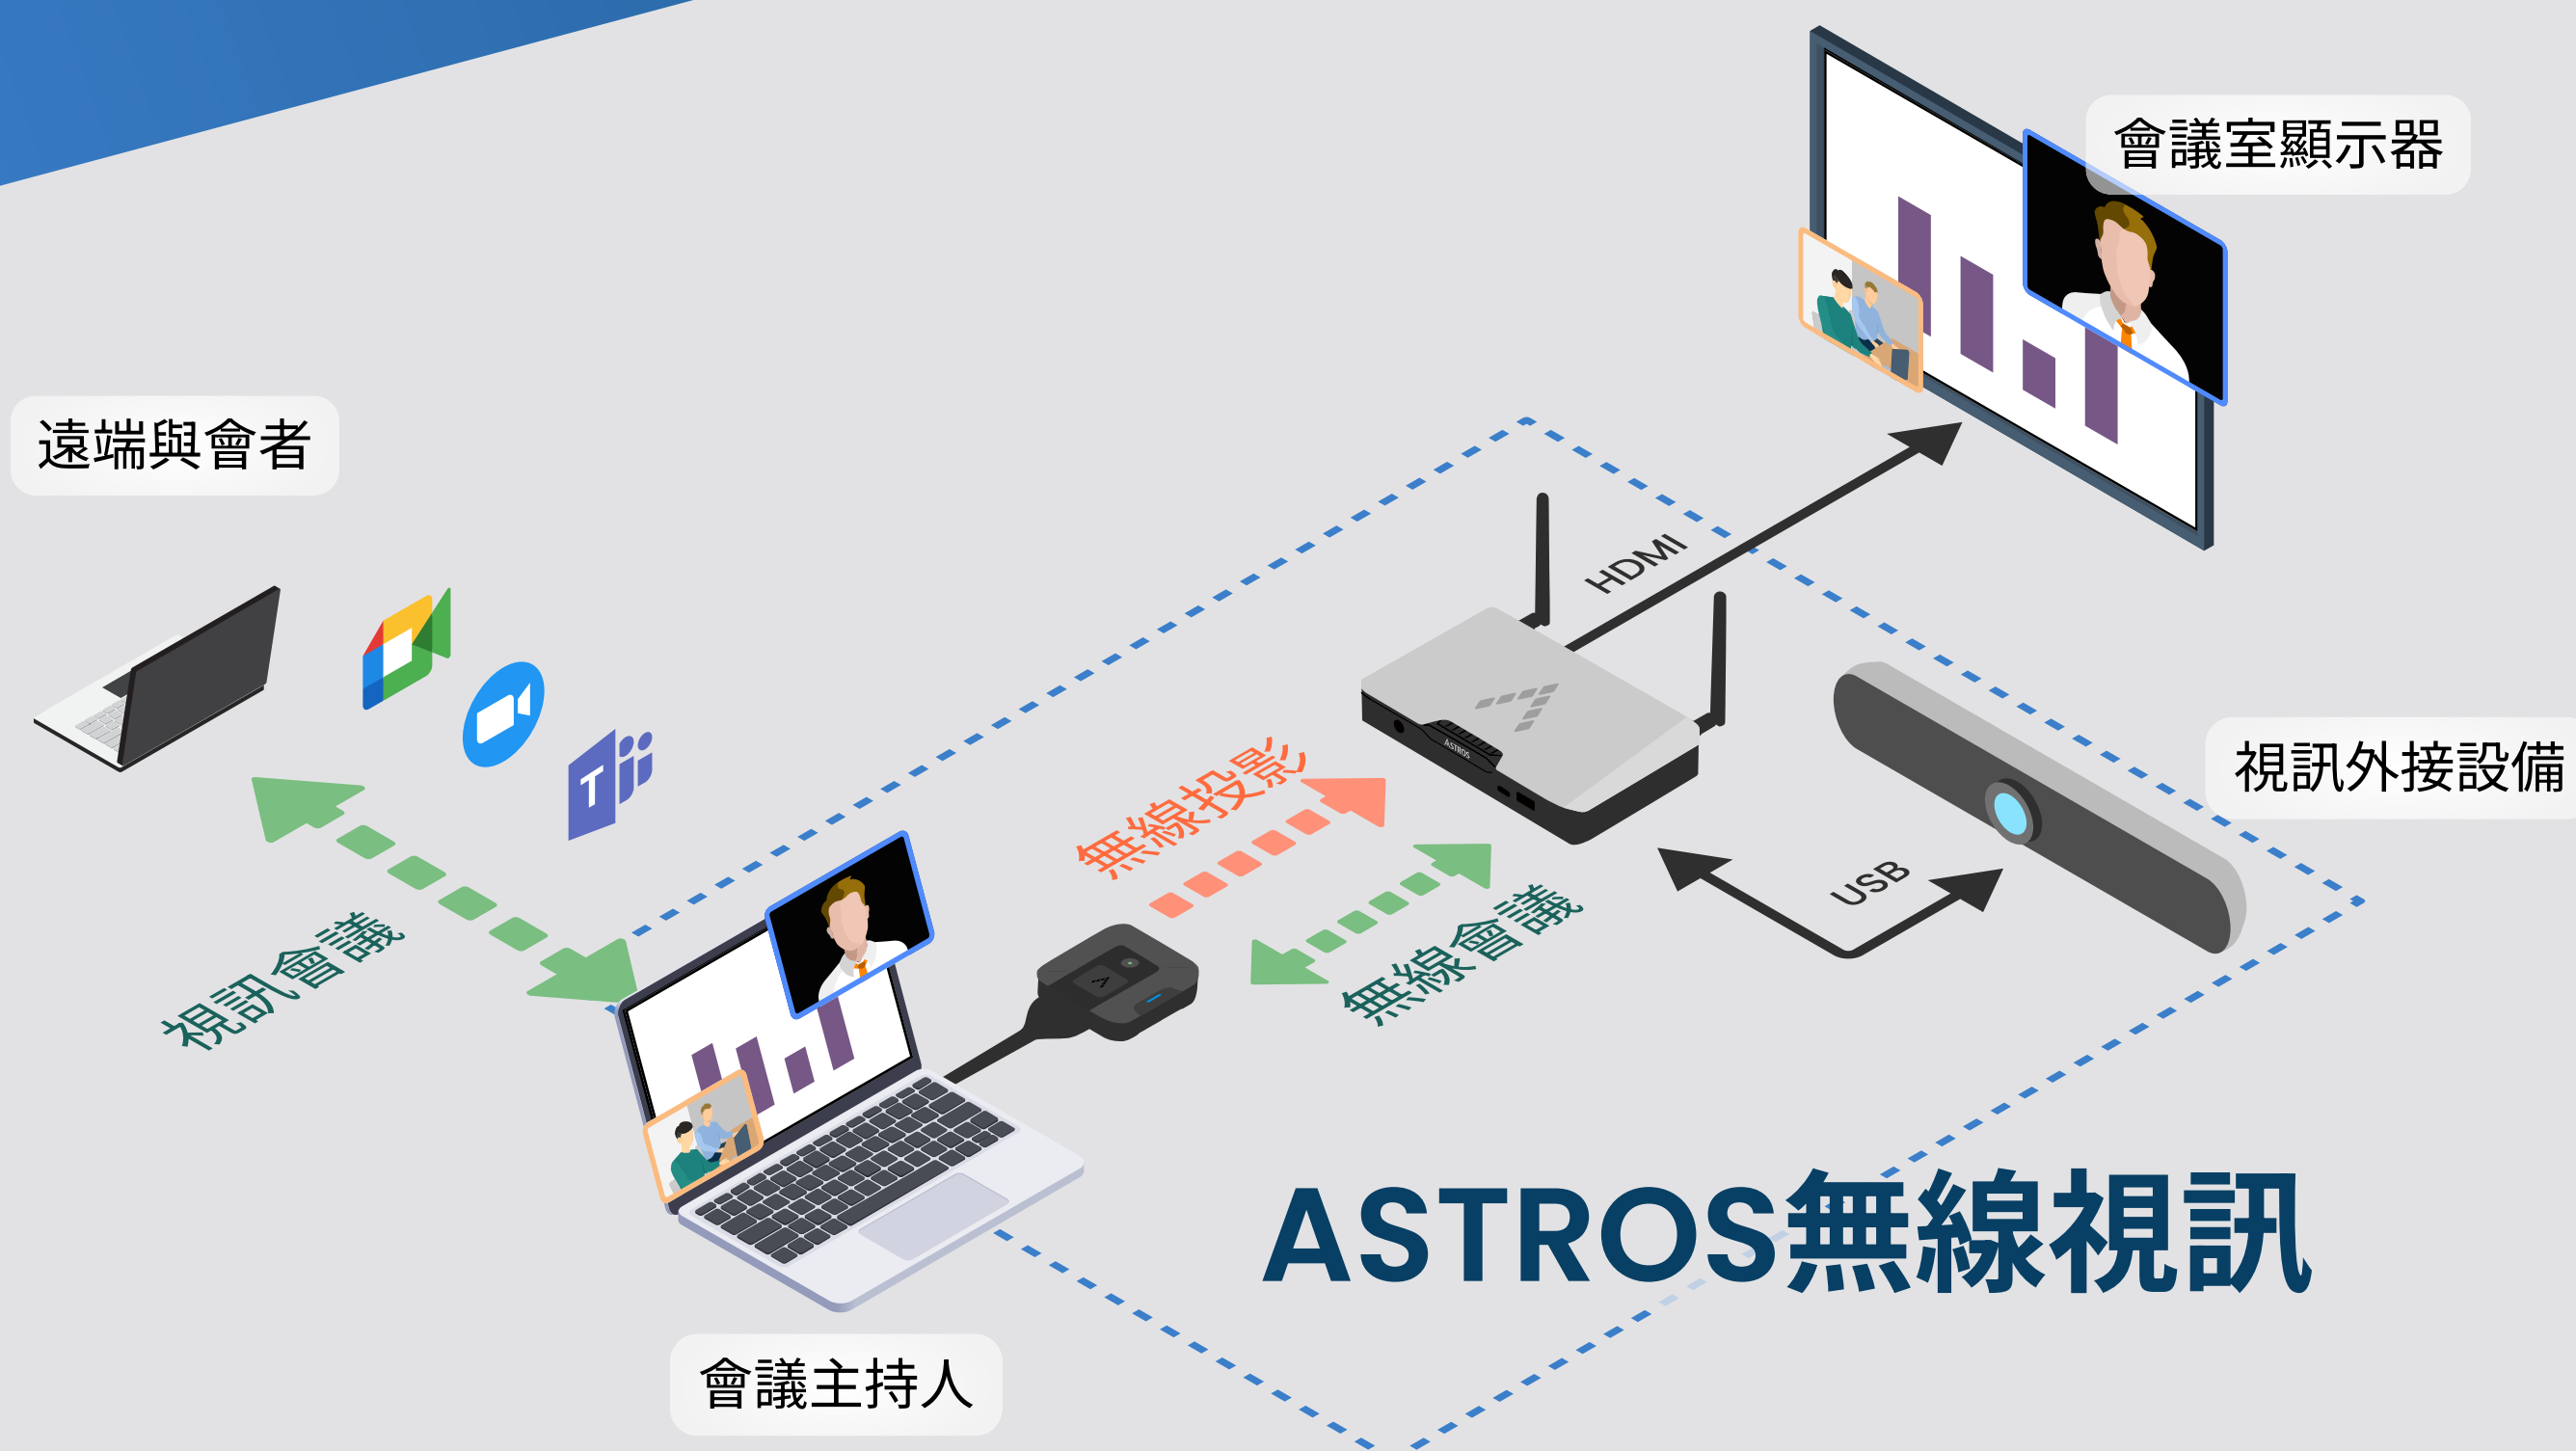 會議室顯示器
遠端與會者
HDMI
ASTROS
無線投影
視訊外接設備
USB
T
視訊會議
無線會議
ASTROS無線視訊
會議主持人